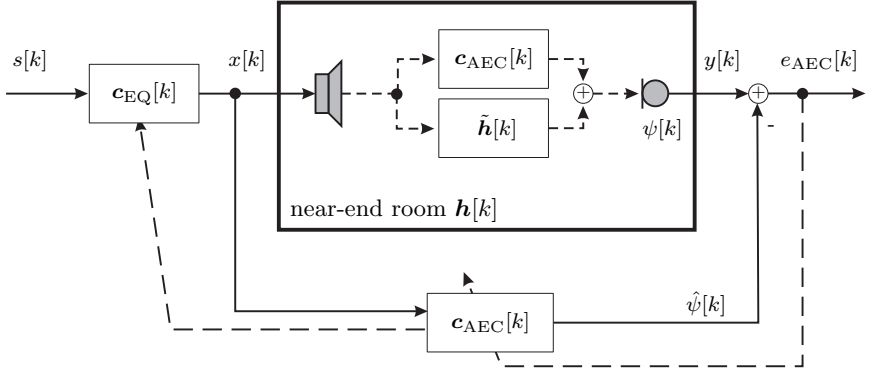 s[k]
x[k]
y[k]
e_AEC[k]
c_EQ[k]
c_AEC[k]
+
+
-
h̃[k]
ψ[k]
near-end room h[k]
c_AEC[k]
ψ̂[k]